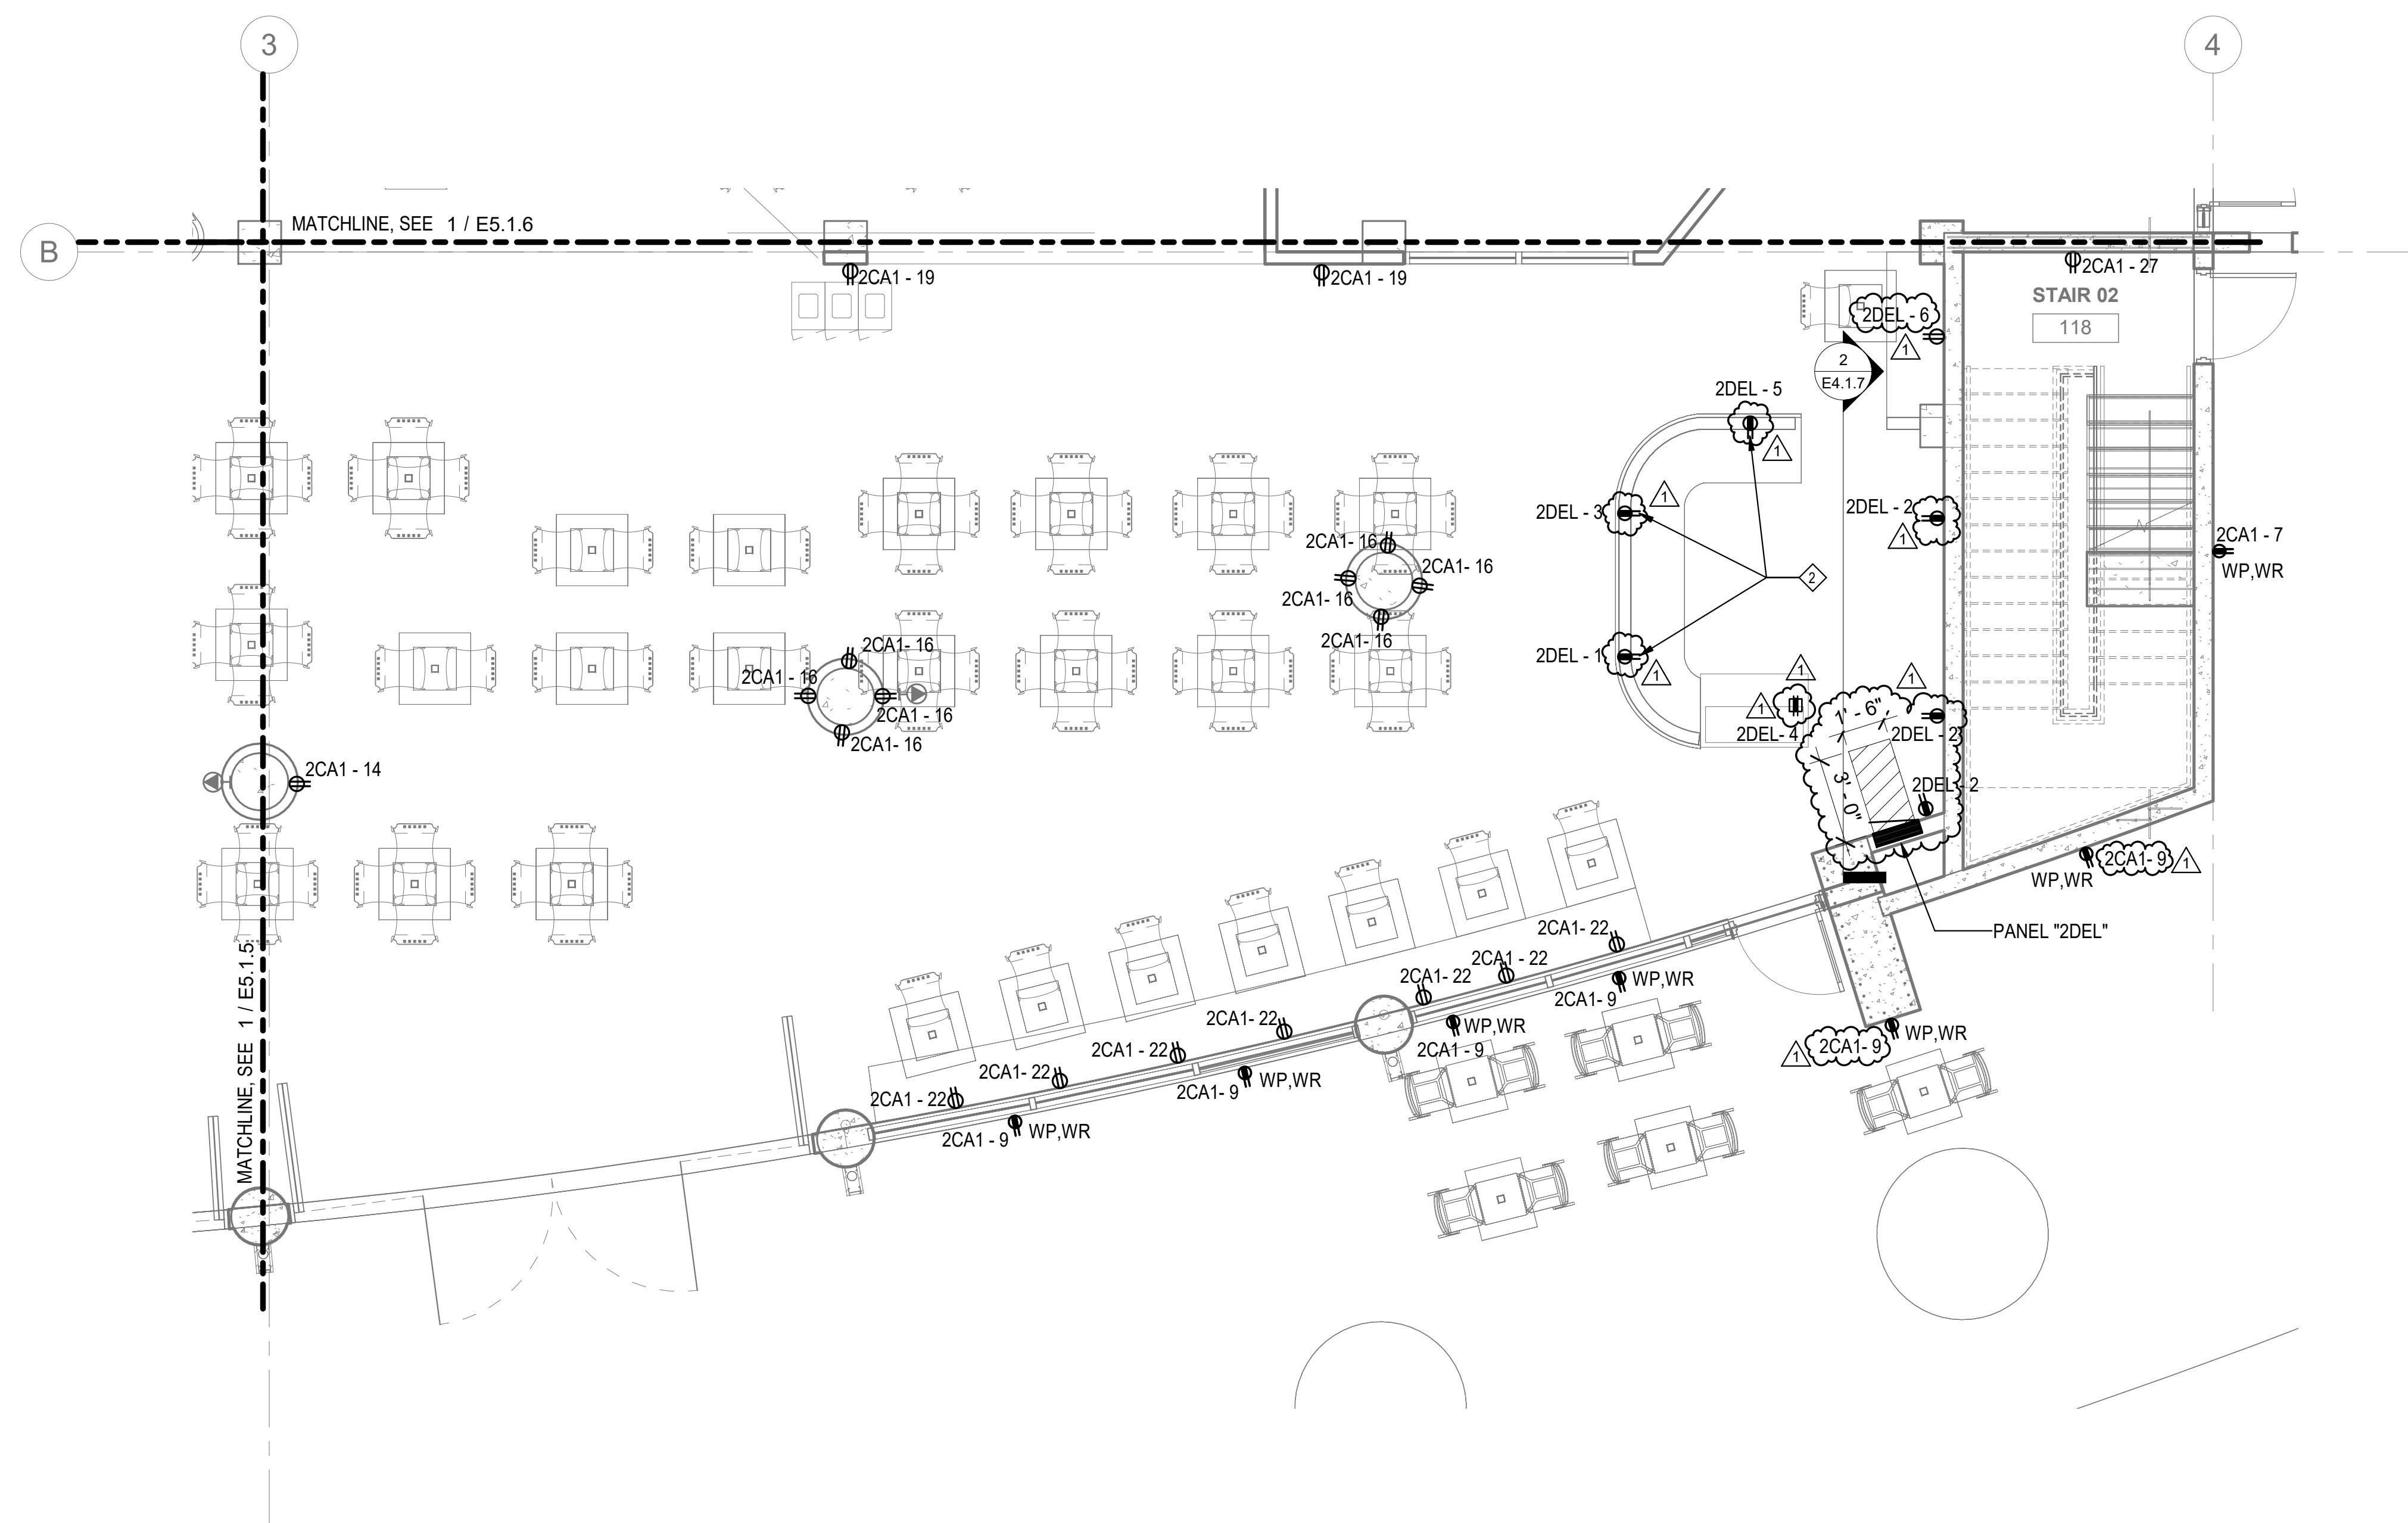 3
4
MATCHLINE, SEE 1 / E5.1.6
B
2CA1 - 19
2CA1 - 19
2CA1 - 27
STAIR 02
118
2DEL - 6
1
2
E4.1.7
2DEL - 5
1
2DEL - 3
1
2DEL - 2
1
2CA1 - 7
WP,WR
2CA1- 16
2CA1 - 16
2CA1- 16
2CA1- 16
2
2CA1- 16
2CA1 - 16
2CA1 - 16
2CA1- 16
2DEL - 1
1
1
1
1
2DEL- 4
1' - 6"
2DEL - 2
3' - 0"
2DEL - 2
2CA1 - 14
2CA1- 9
1
WP,WR
PANEL "2DEL"
MATCHLINE, SEE 1 / E5.1.5
2CA1- 22
2CA1- 22
2CA1- 22
2CA1- 9
WP,WR
2CA1- 22
2CA1 - 9
WP,WR
2CA1 - 22
2CA1- 9
WP,WR
2CA1- 22
2CA1 - 22
2CA1 - 9
WP,WR
1
2CA1- 9
WP,WR